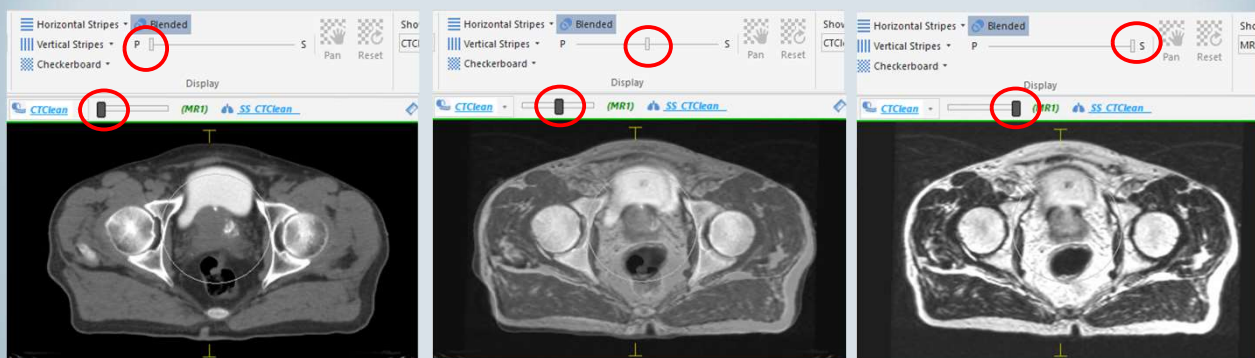 Horizontal Stripes Blended
Vertical Stripes P S
Checkerboard
Pan Reset
Display
CTClean (MR1) SS_CTClean
Horizontal Stripes Blended
Vertical Stripes P S
Checkerboard
Pan Reset
Display
CTClean (MR1) SS_CTClean
Horizontal Stripes Blended
Vertical Stripes P S
Checkerboard
Pan Reset
Display
CTClean (MR1) SS_CTClean